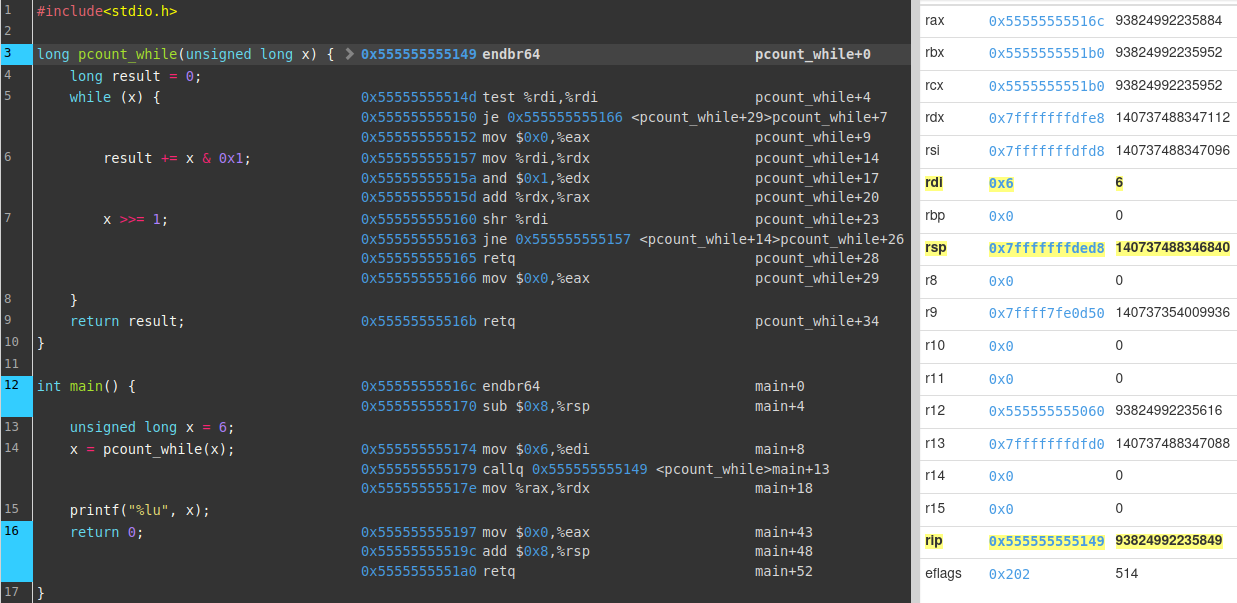 1 #include<stdio.h>
2
3 long pcount_while(unsigned long x) { 0x555555555149 endbr64 pcount_while+0
4 long result = 0;
5 while (x) { 0x55555555514d test %rdi,%rdi pcount_while+4
0x555555555150 je 0x555555555166 <pcount_while+29>pcount_while+7
0x555555555152 mov $0x0,%eax pcount_while+9
6 result += x & 0x1; 0x555555555157 mov %rdi,%rdx pcount_while+14
0x55555555515a and $0x1,%edx pcount_while+17
0x55555555515d add %rdx,%rax pcount_while+20
7 x >>= 1; 0x555555555160 shr %rdi pcount_while+23
0x555555555163 jne 0x555555555157 <pcount_while+14>pcount_while+26
0x555555555165 retq pcount_while+28
0x555555555166 mov $0x0,%eax pcount_while+29
8 }
9 return result; 0x55555555516b retq pcount_while+34
10 }
11
12 int main() { 0x55555555516c endbr64 main+0
0x555555555170 sub $0x8,%rsp main+4
13 unsigned long x = 6;
14 x = pcount_while(x); 0x555555555174 mov $0x6,%edi main+8
0x555555555179 callq 0x555555555149 <pcount_while>main+13
0x55555555517e mov %rax,%rdx main+18
15 printf("%lu", x);
16 return 0; 0x555555555197 mov $0x0,%eax main+43
0x55555555519c add $0x8,%rsp main+48
0x5555555551a0 retq main+52
17 }
rax 0x55555555516c 93824992235884
rbx 0x5555555551b0 93824992235952
rcx 0x5555555551b0 93824992235952
rdx 0x7fffffffdfe8 140737488347112
rsi 0x7fffffffdfd8 140737488347096
rdi 0x6 6
rbp 0x0 0
rsp 0x7fffffffded8 140737488346840
r8 0x0 0
r9 0x7ffff7fe0d50 140737354009936
r10 0x0 0
r11 0x0 0
r12 0x555555555060 93824992235616
r13 0x7fffffffdfd0 140737488347088
r14 0x0 0
r15 0x0 0
rip 0x555555555149 93824992235849
eflags 0x202 514